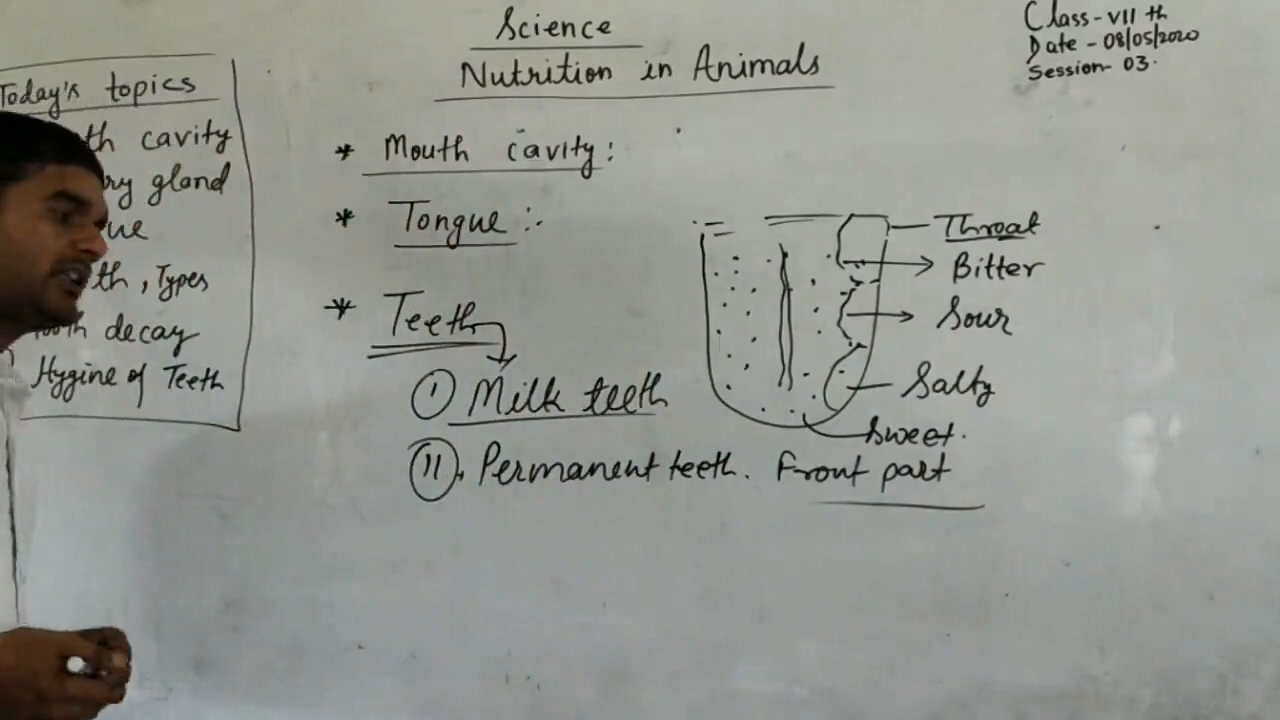 Science
Nutrition in Animals
Class-VII th
Date - 08/05/2020
Session- 03.
Today's topics
th cavity
ry gland
ue
th, Types
decay
Hygine of Teeth
* Mouth cavity:
* Tongue :-
* Teeth
(I) Milk teeth
(II). Permanent teeth.
Throat
Bitter
Sour
Salty
Sweet.
Front part